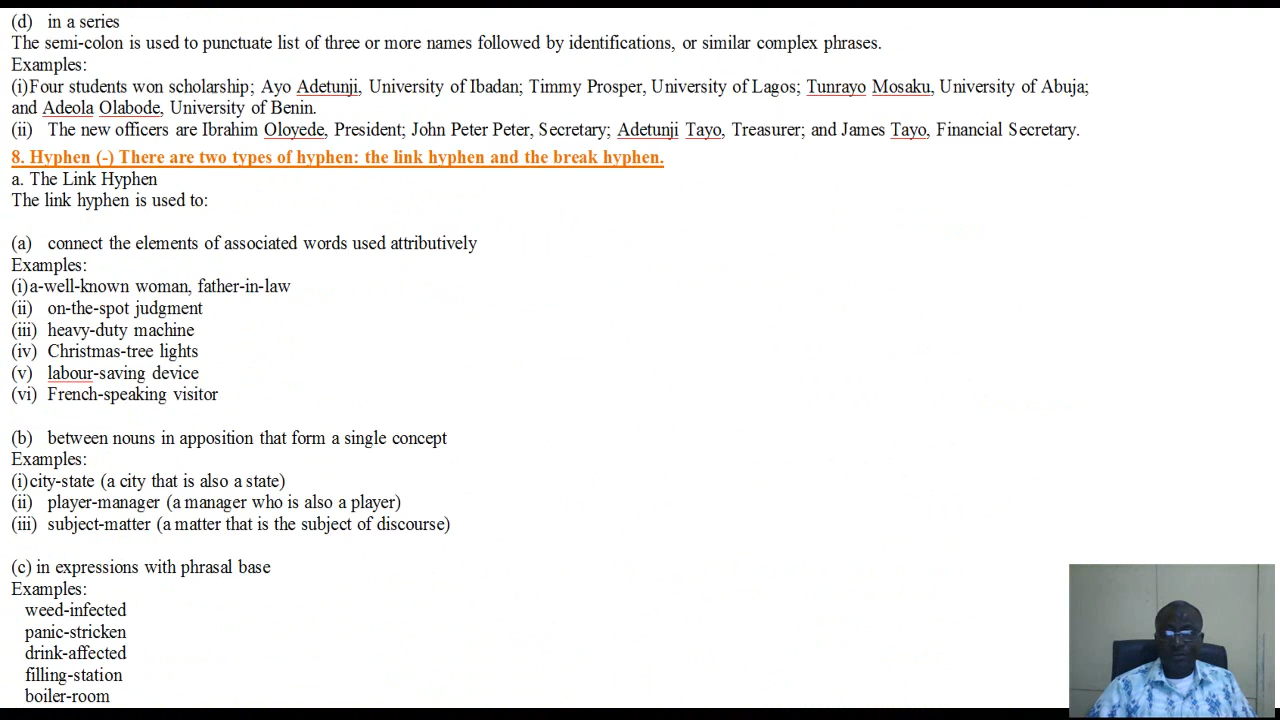 (d) in a series
The semi-colon is used to punctuate list of three or more names followed by identifications, or similar complex phrases.
Examples:
(i)Four students won scholarship; Ayo Adetunji, University of Ibadan; Timmy Prosper, University of Lagos; Tunrayo Mosaku, University of Abuja;
and Adeola Olabode, University of Benin.
(ii) The new officers are Ibrahim Oloyede, President; John Peter Peter, Secretary; Adetunji Tayo, Treasurer; and James Tayo, Financial Secretary.
8. Hyphen (-) There are two types of hyphen: the link hyphen and the break hyphen.
a. The Link Hyphen
The link hyphen is used to:
(a) connect the elements of associated words used attributively
Examples:
(i)a-well-known woman, father-in-law
(ii) on-the-spot judgment
(iii) heavy-duty machine
(iv) Christmas-tree lights
(v) labour-saving device
(vi) French-speaking visitor
(b) between nouns in apposition that form a single concept
Examples:
(i)city-state (a city that is also a state)
(ii) player-manager (a manager who is also a player)
(iii) subject-matter (a matter that is the subject of discourse)
(c) in expressions with phrasal base
Examples:
weed-infected
panic-stricken
drink-affected
filling-station
boiler-room